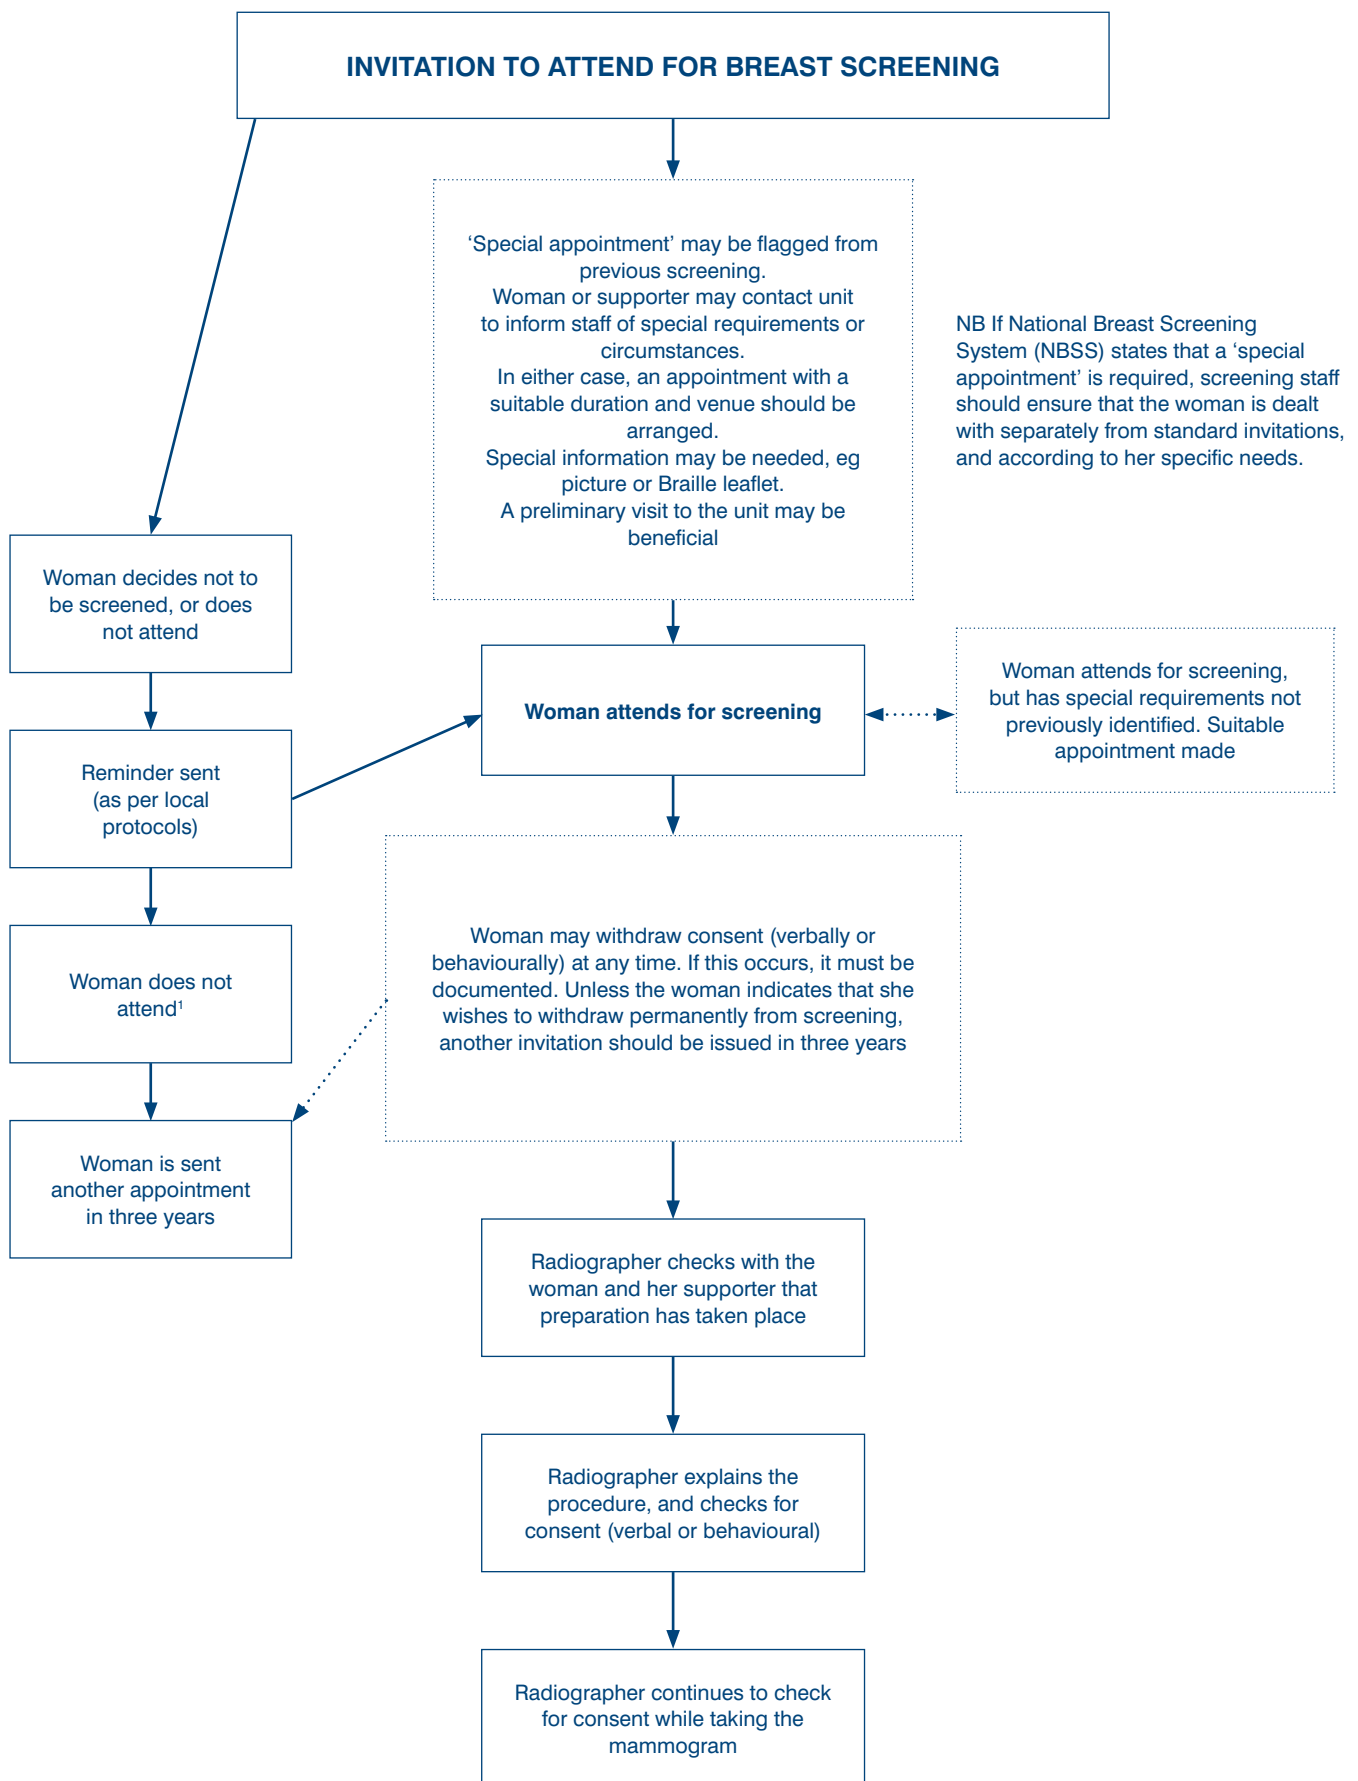 INVITATION TO ATTEND FOR BREAST SCREENING
‘Special appointment’ may be flagged from
previous screening.
Woman or supporter may contact unit
to inform staff of special requirements or
circumstances.
In either case, an appointment with a
suitable duration and venue should be
arranged.
Special information may be needed, eg
picture or Braille leaflet.
A preliminary visit to the unit may be
beneficial
NB If National Breast Screening
System (NBSS) states that a ‘special
appointment’ is required, screening staff
should ensure that the woman is dealt
with separately from standard invitations,
and according to her specific needs.
Woman decides not to
be screened, or does
not attend
Woman attends for screening
Woman attends for screening,
but has special requirements not
previously identified. Suitable
appointment made
Reminder sent
(as per local
protocols)
Woman does not
attend¹
Woman may withdraw consent (verbally or
behaviourally) at any time. If this occurs, it must be
documented. Unless the woman indicates that she
wishes to withdraw permanently from screening,
another invitation should be issued in three years
Woman is sent
another appointment
in three years
Radiographer checks with the
woman and her supporter that
preparation has taken place
Radiographer explains the
procedure, and checks for
consent (verbal or behavioural)
Radiographer continues to check
for consent while taking the
mammogram